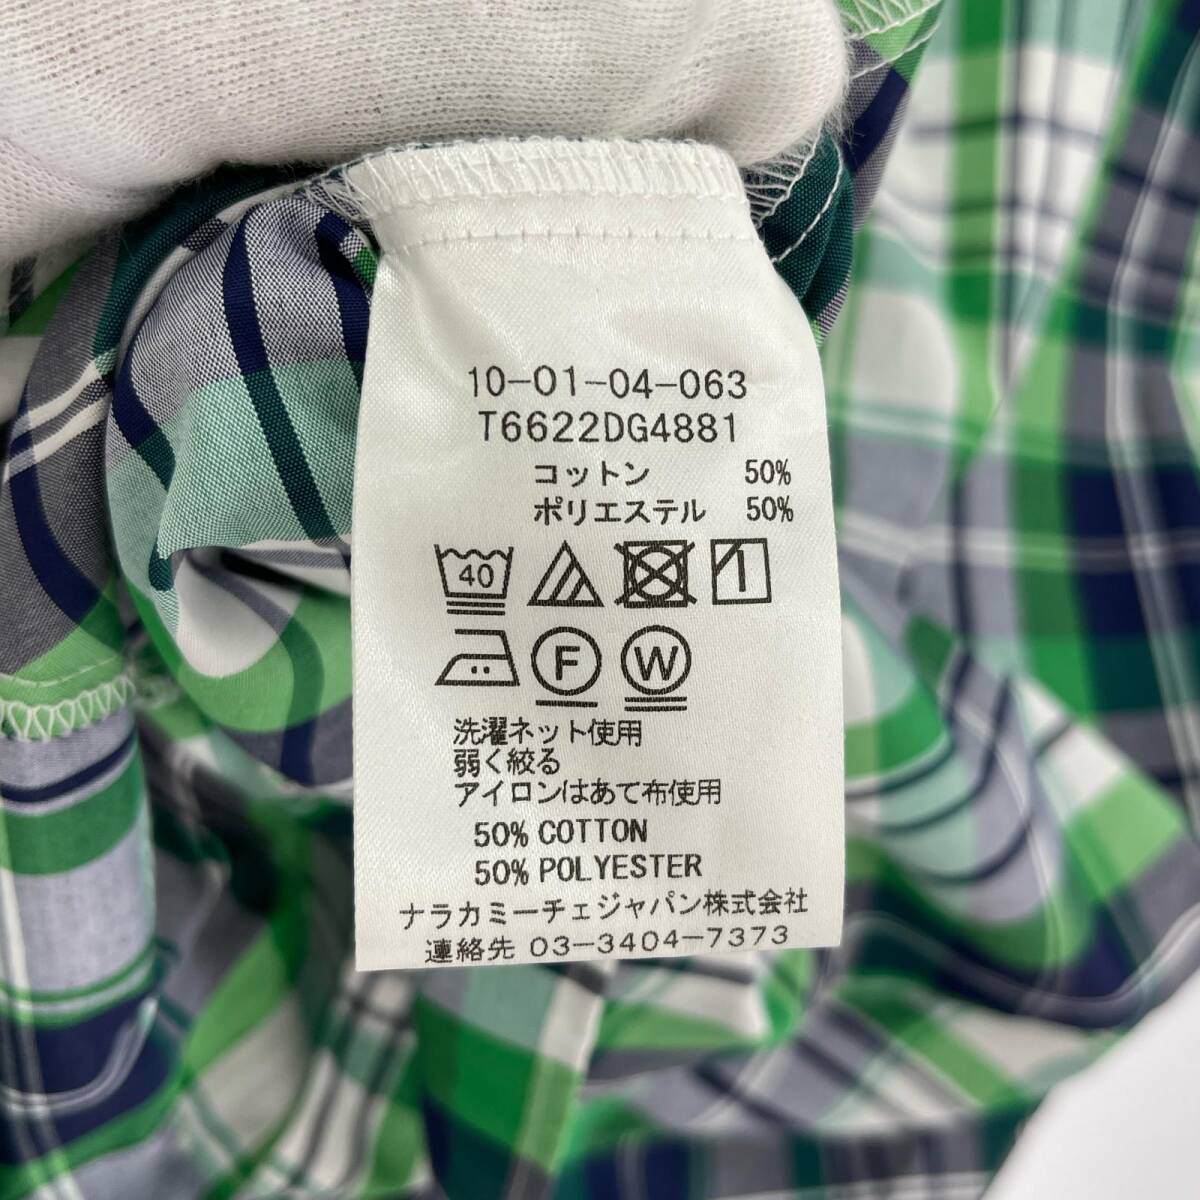 10-01-04-063
T6622DG4881
コットン 50%
ポリエステル 50%
40
F W
洗濯ネット使用
弱く絞る
アイロンはあて布使用
50% COTTON
50% POLYESTER
ナラカミーチェジャパン株式会社
連絡先 03-3404-7373